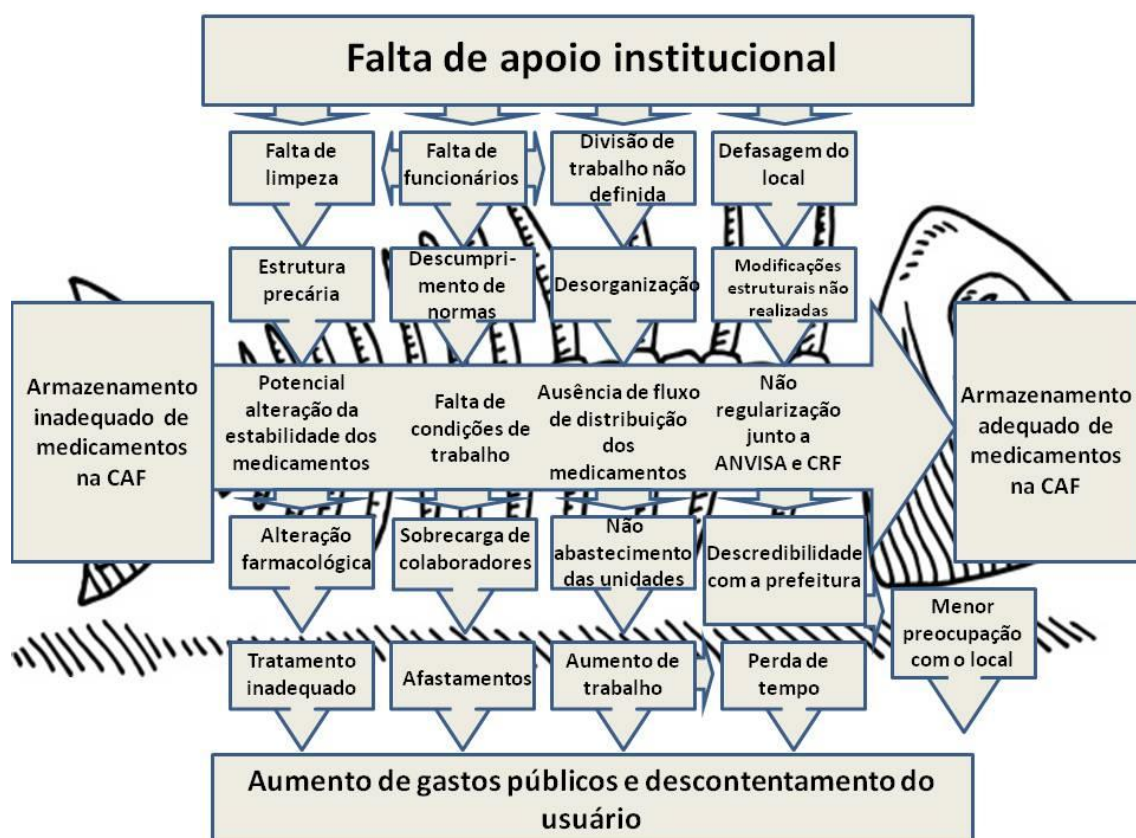 Falta de apoio institucional
Falta de
limpeza
Falta de
funcionários
Divisão de
trabalho não
definida
Defasagem do
local
Estrutura
precária
Descumpri-
mento de
normas
Desorganização
Modificações
estruturais não
realizadas
Armazenamento
inadequado de
medicamentos
na CAF
Potencial
alteração da
estabilidade dos
medicamentos
Falta de
condições de
trabalho
Ausência de fluxo
de distribuição
dos
medicamentos
Não
regularização
junto a
ANVISA e CRF
Armazenamento
adequado de
medicamentos
na CAF
Alteração
farmacológica
Sobrecarga de
colaboradores
Não
abastecimento
das unidades
Descredibilidade
com a prefeitura
Menor
preocupação
com o local
Tratamento
inadequado
Afastamentos
Aumento de
trabalho
Perda de
tempo
Aumento de gastos públicos e descontentamento do
usuário